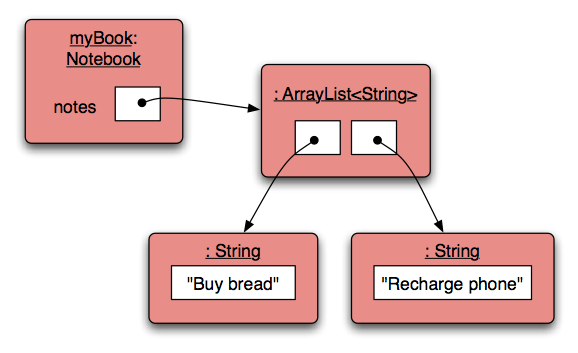 myBook:
Notebook
notes
: ArrayList<String>
: String
"Buy bread"
: String
"Recharge phone"